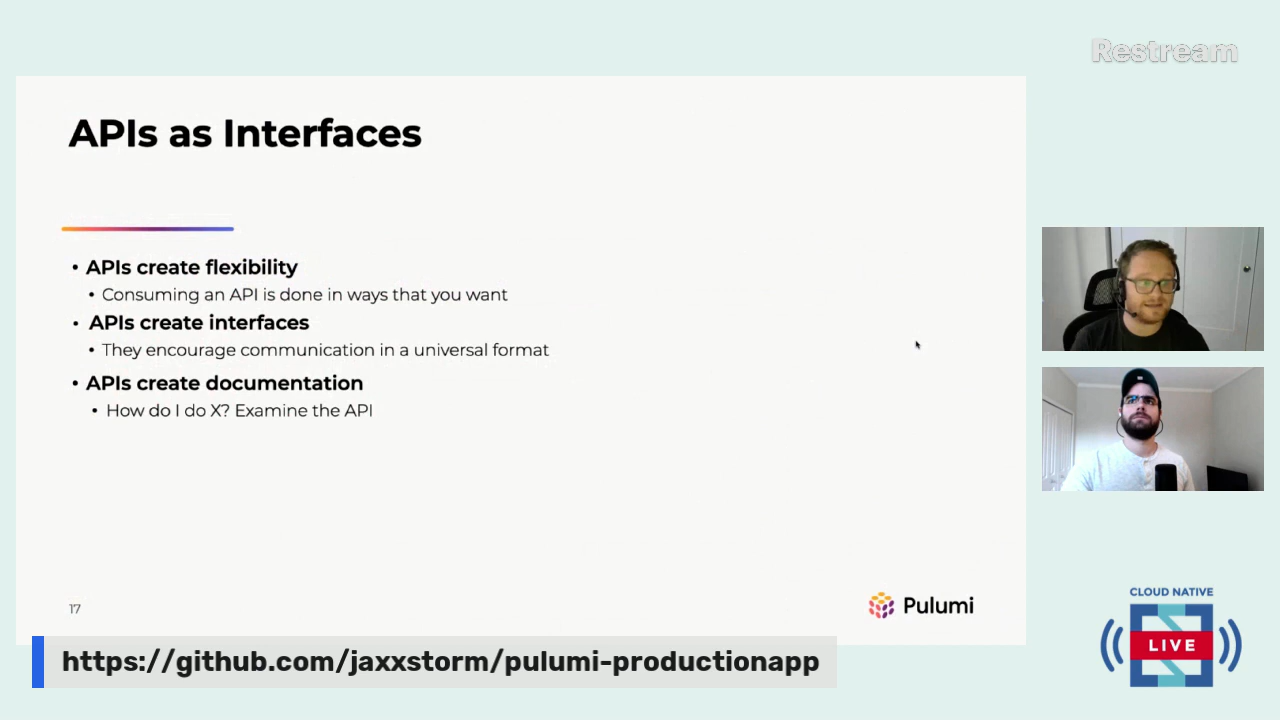 Restream
APIs as Interfaces
• APIs create flexibility
• Consuming an API is done in ways that you want
• APIs create interfaces
• They encourage communication in a universal format
• APIs create documentation
• How do I do X? Examine the API
17
Pulumi
https://github.com/jaxxstorm/pulumi-productionapp
CLOUD NATIVE
LIVE